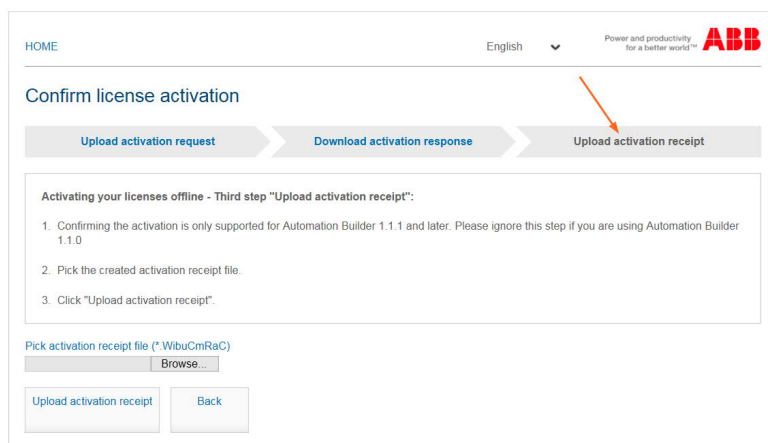 HOME
English
Power and productivity
for a better world™
ABB
Confirm license activation
Upload activation request
Download activation response
Upload activation receipt
Activating your licenses offline - Third step "Upload activation receipt":
1. Confirming the activation is only supported for Automation Builder 1.1.1 and later. Please ignore this step if you are using Automation Builder
1.1.0
2. Pick the created activation receipt file.
3. Click "Upload activation receipt".
Pick activation receipt file (*.WibuCmRaC)
Browse...
Upload activation receipt
Back